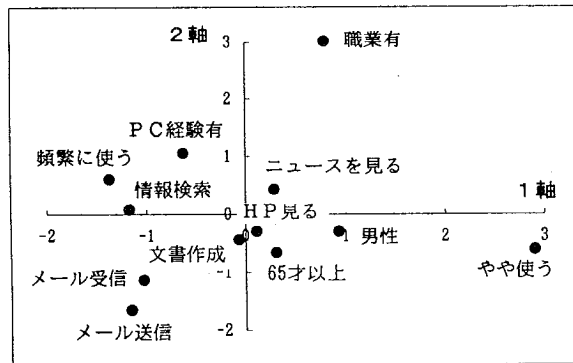 2軸
3
職業有
2
PC経験有
頻繁に使う
1
ニュースを見る
情報検索
HP見る
1軸
-2
-1
0
1
2
3
男性
文書作成
65才以上
やや使う
メール受信
-1
メール送信
-2